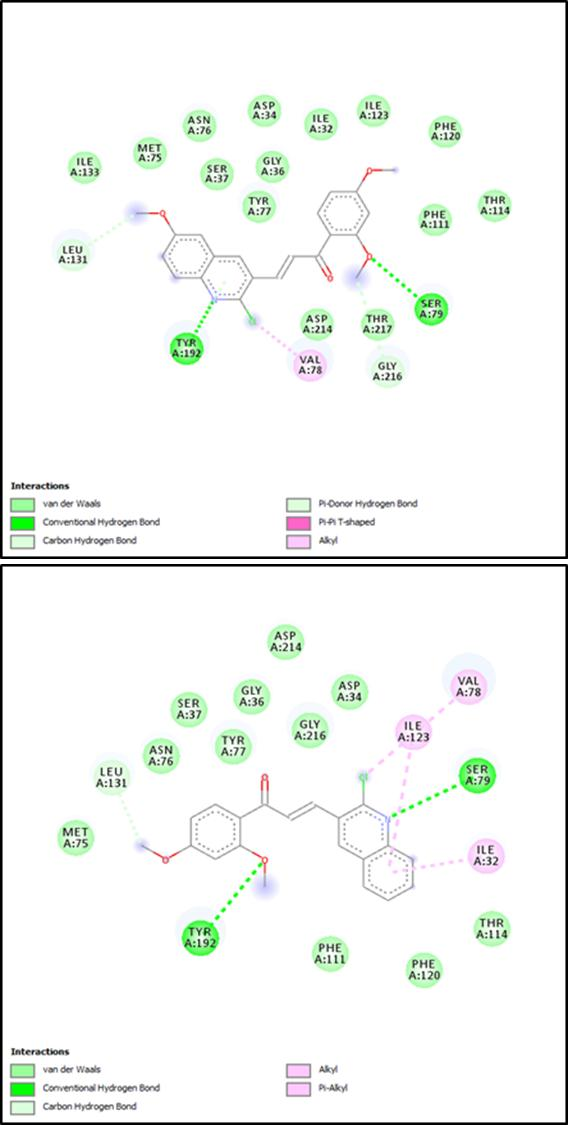 ASP
A:34
ILE
A:123
ASN
A:76
ILE
A:32
PHE
A:120
MET
A:75
ILE
A:133
SER
A:37
GLY
A:36
TYR
A:77
THR
A:114
PHE
A:111
O
O
O
LEU
A:131
O
N
Cl
SER
A:79
ASP
A:214
THR
A:217
TYR
A:192
VAL
A:78
GLY
A:216
Interactions
van der Waals
Conventional Hydrogen Bond
Carbon Hydrogen Bond
Pi-Donor Hydrogen Bond
Pi-Pi T-shaped
Alkyl
ASP
A:214
VAL
A:78
ASP
A:34
GLY
A:36
SER
A:37
ILE
A:123
GLY
A:216
TYR
A:77
ASN
A:76
LEU
A:131
SER
A:79
O
Cl
N
MET
A:75
ILE
A:32
O
O
THR
A:114
TYR
A:192
PHE
A:111
PHE
A:120
Interactions
van der Waals
Conventional Hydrogen Bond
Carbon Hydrogen Bond
Alkyl
Pi-Alkyl